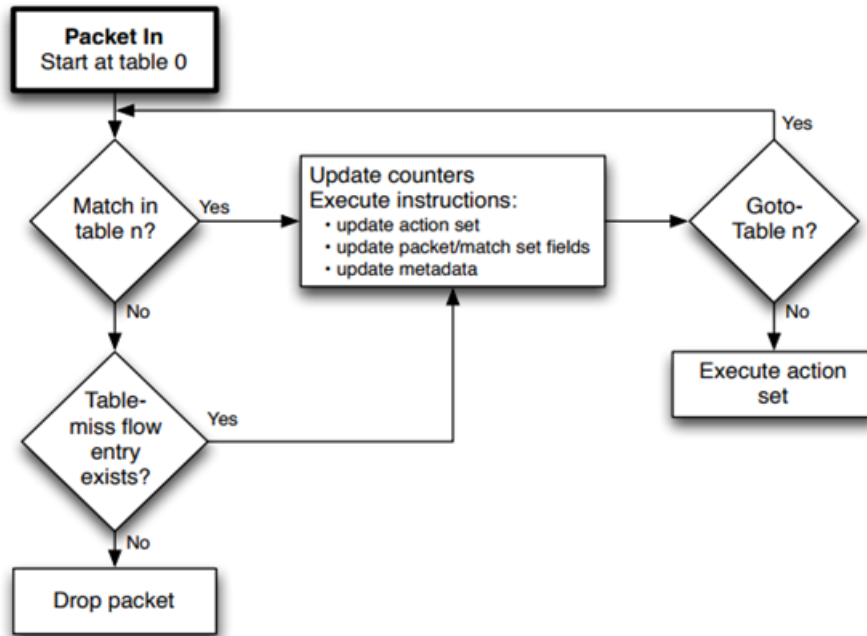 Packet In
Start at table 0
Yes
Update counters
Execute instructions:
• update action set
• update packet/match set fields
• update metadata
Match in
table n?
Yes
Goto-
Table n?
No
No
Execute action
set
Table-
miss flow
entry
exists?
Yes
No
Drop packet